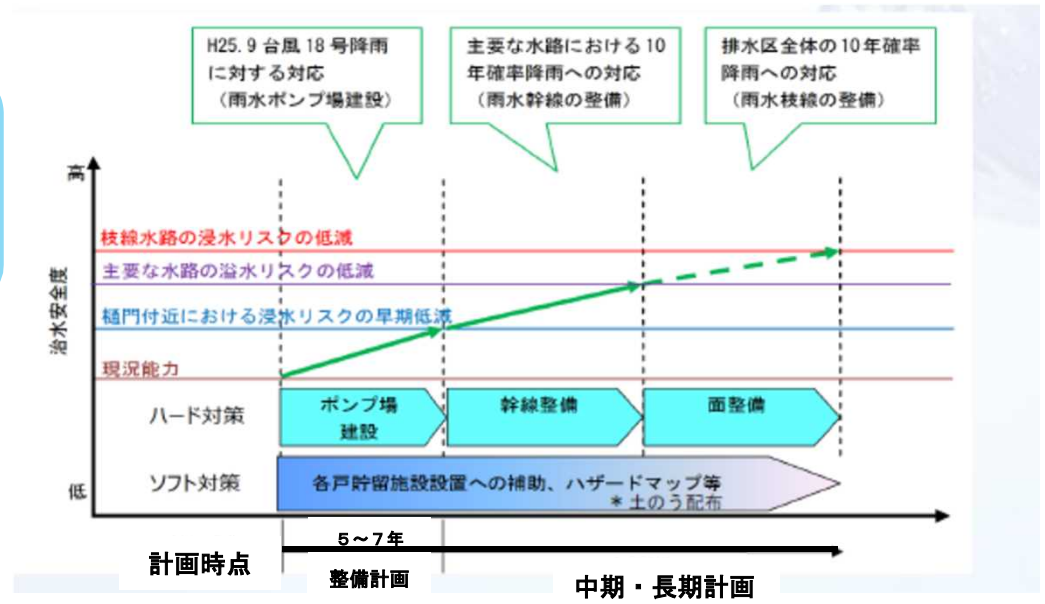 H25.9 台風 18 号降雨
に対する対応
（雨水ポンプ場建設）
主要な水路における 10
年確率降雨への対応
（雨水幹線の整備）
排水区全体の 10 年確率
降雨への対応
（雨水枝線の整備）
高
治水安全度
低
枝線水路の浸水リスクの低減
主要な水路の溢水リスクの低減
樋門付近における浸水リスクの早期低減
現況能力
ハード対策
ポンプ場
建設
幹線整備
面整備
ソフト対策
各戸貯留施設設置への補助、ハザードマップ等
＊土のう配布
計画時点
５～７年
整備計画
中期・長期計画